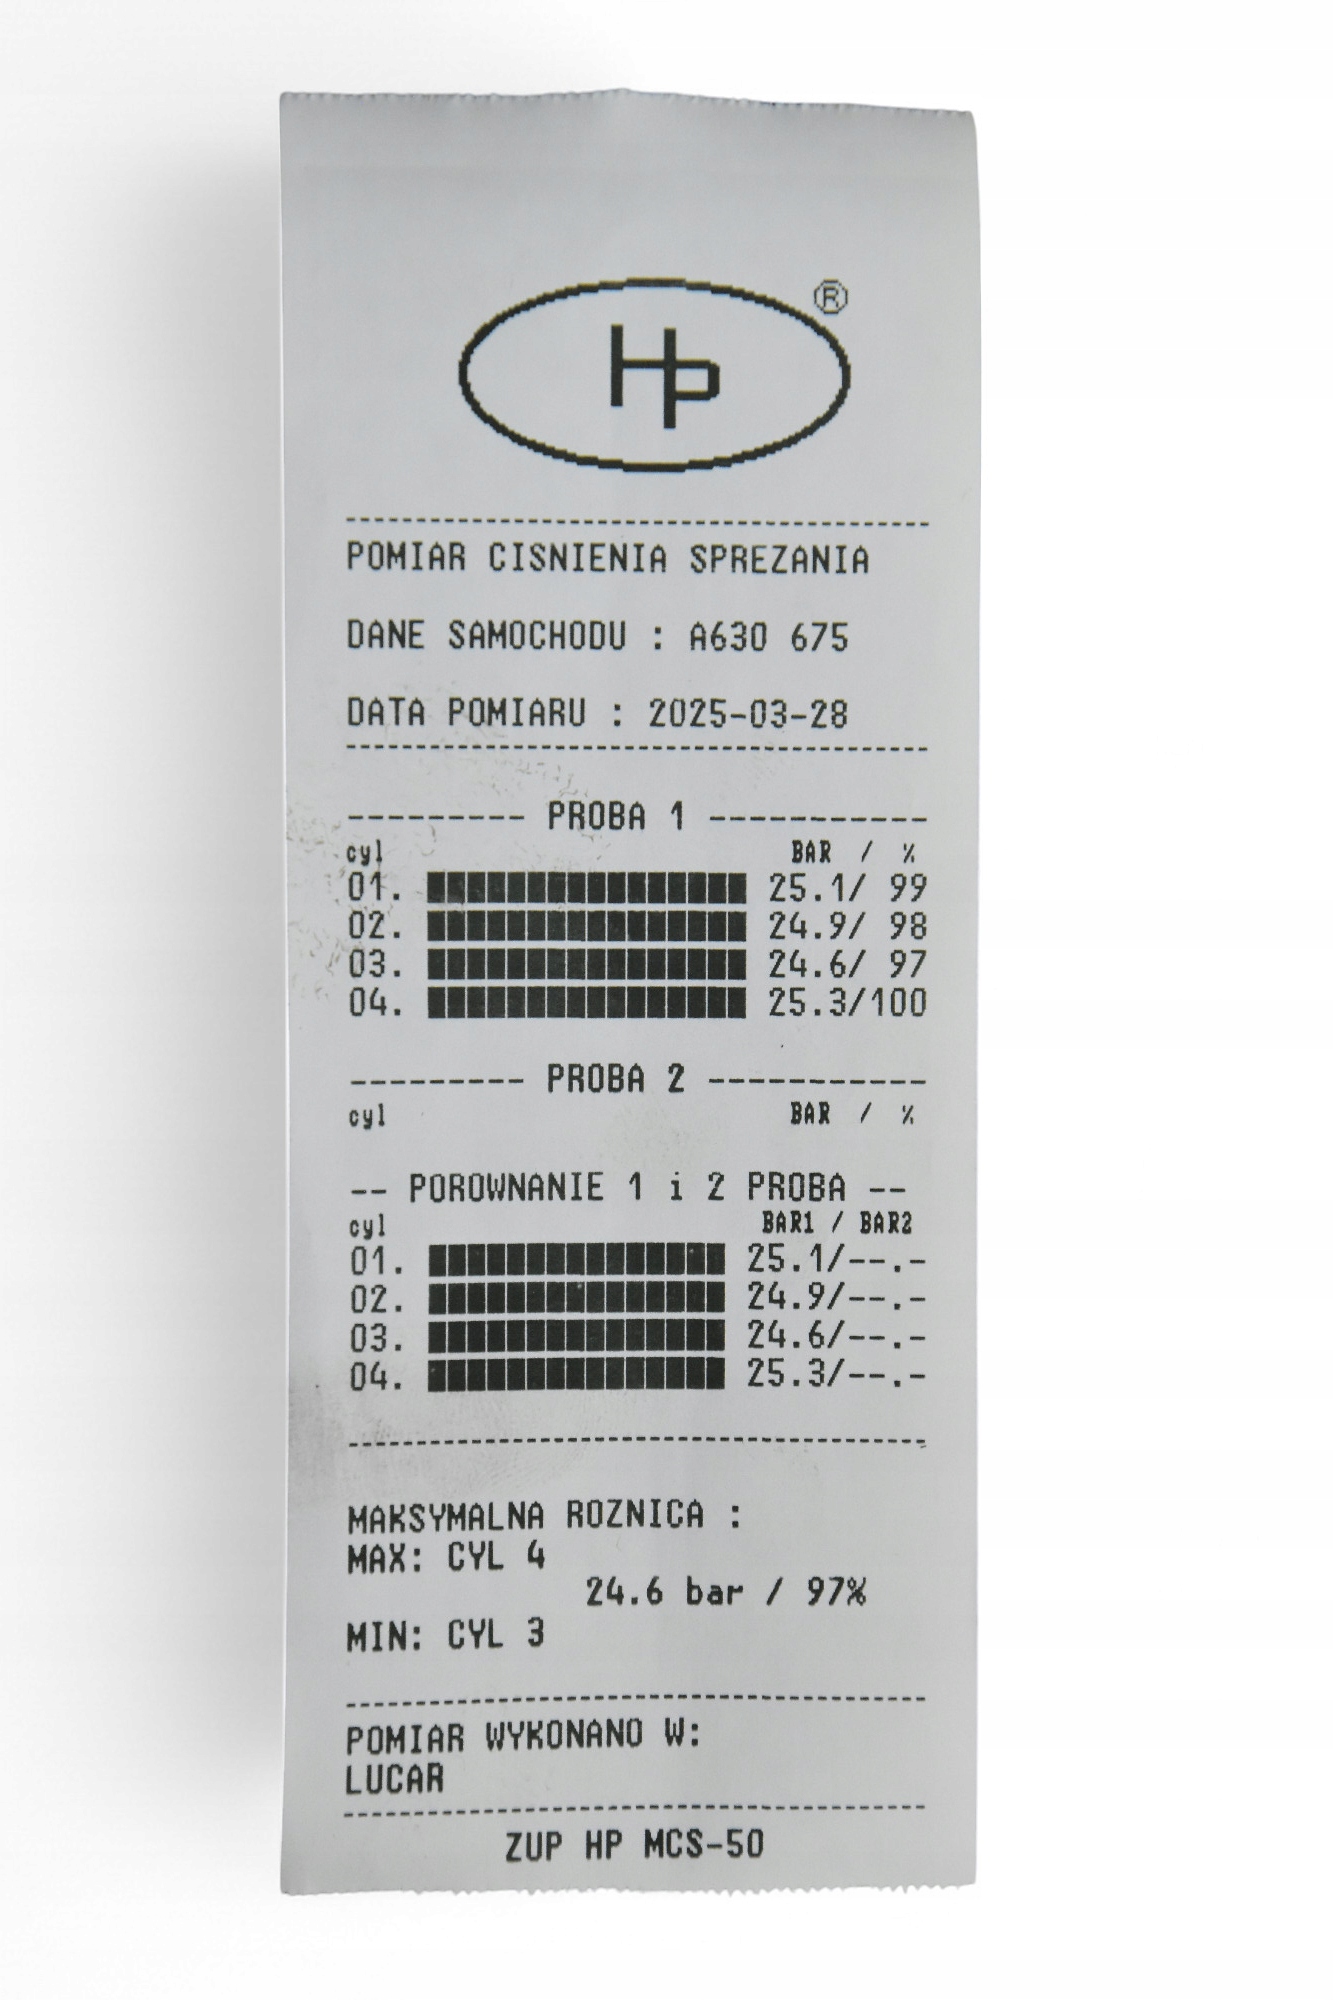 HP ®
POMIAR CISNIENIA SPREZANIA
DANE SAMOCHODU : A630 675
DATA POMIARU : 2025-03-28
--------- PROBA 1 -----------
cyl BAR / %
01. 25.1/ 99
02. 24.9/ 98
03. 24.6/ 97
04. 25.3/100
--------- PROBA 2 -----------
cyl BAR / %
-- POROWNANIE 1 i 2 PROBA --
cyl BAR1 / BAR2
01. 25.1/--.-
02. 24.9/--.-
03. 24.6/--.-
04. 25.3/--.-
MAKSYMALNA ROZNICA :
MAX: CYL 4
24.6 bar / 97%
MIN: CYL 3
POMIAR WYKONANO W:
LUCAR
ZUP HP MCS-50